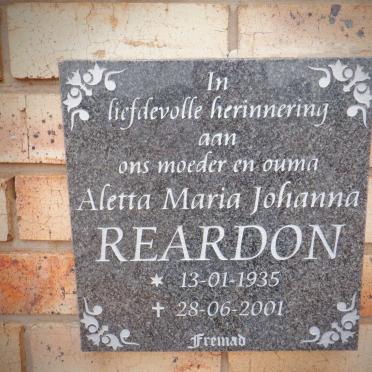 In
liefdevolle herinnering
aan
ons moeder en ouma
Aletta Maria Johanna
REARDON
✶ 13-01-1935
✝ 28-06-2001
Fremad